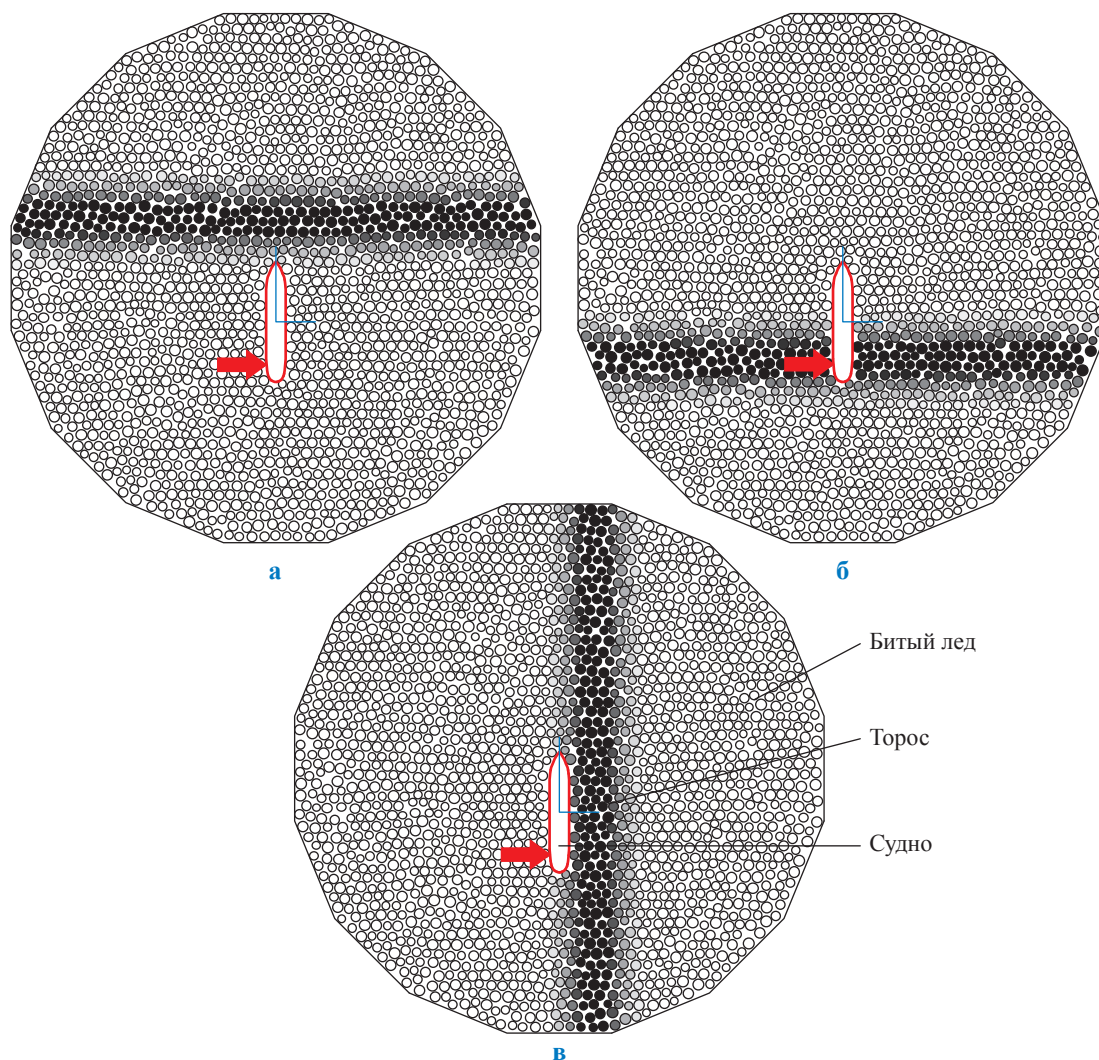 а
б
Битый лед
Торос
Судно
в